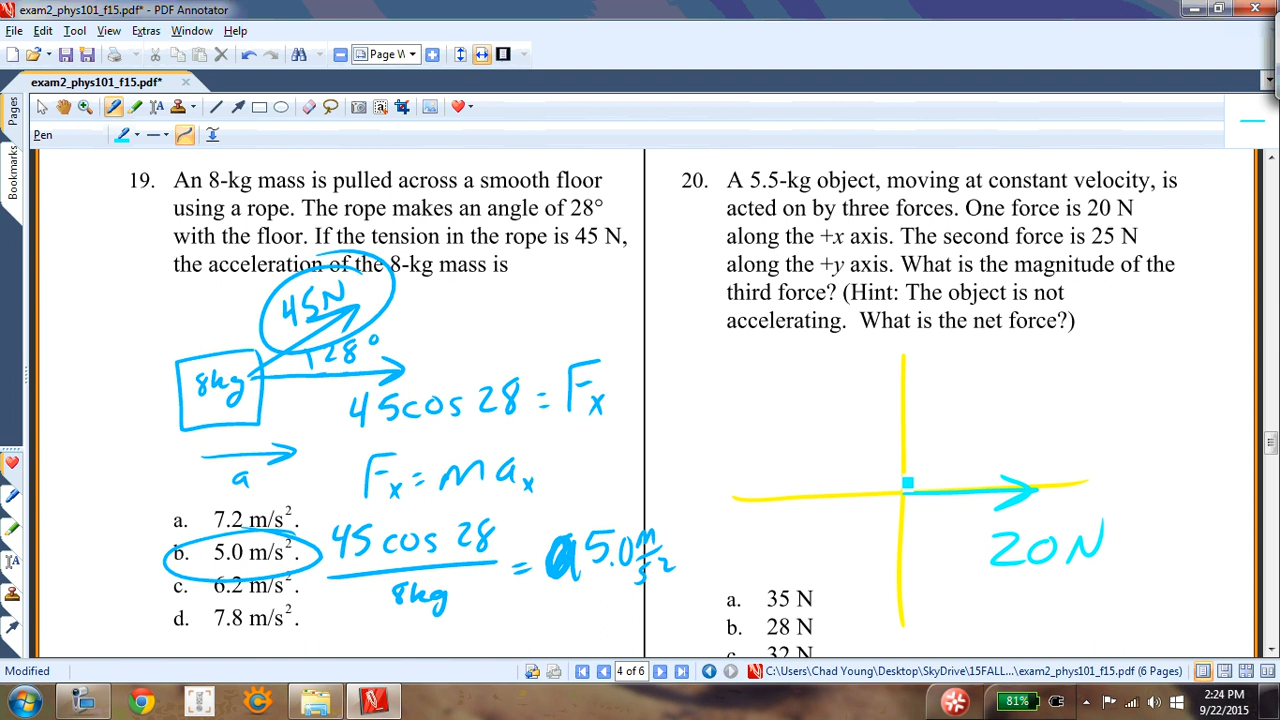 exam2_phys101_f15.pdf* - PDF Annotator
File Edit Tool View Extras Window Help
Page W
exam2_phys101_f15.pdf*
Pen
Pages
Bookmarks
19. An 8-kg mass is pulled across a smooth floor
using a rope. The rope makes an angle of 28°
with the floor. If the tension in the rope is 45 N,
the acceleration of the 8-kg mass is
45N
28°
8kg
45cos 28 = Fx
a
Fx = m ax
a. 7.2 m/s².
b. 5.0 m/s².
c. 6.2 m/s².
d. 7.8 m/s².
45 cos 28
8kg
= a 5.0 m/s²
20. A 5.5-kg object, moving at constant velocity, is
acted on by three forces. One force is 20 N
along the +x axis. The second force is 25 N
along the +y axis. What is the magnitude of the
third force? (Hint: The object is not
accelerating. What is the net force?)
20N
a. 35 N
b. 28 N
c. 32 N
Modified
4 of 6
C:\Users\Chad Young\Desktop\SkyDrive\15FALL...\exam2_phys101_f15.pdf (6 Pages)
81%
2:24 PM
9/22/2015